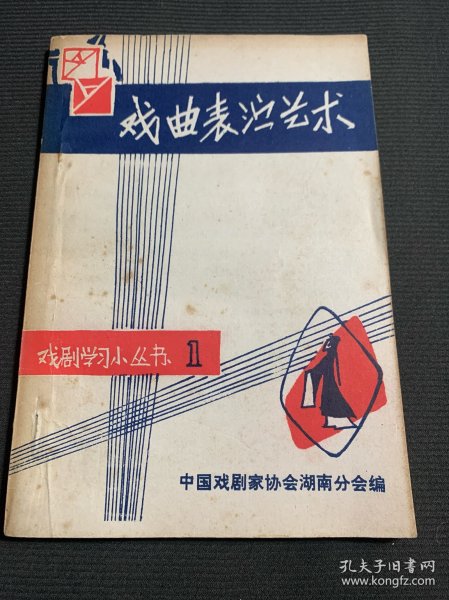 戏曲表演艺术
戏剧学习小丛书 1
中国戏剧家协会湖南分会编
孔夫子旧书网
www.kongfz.com